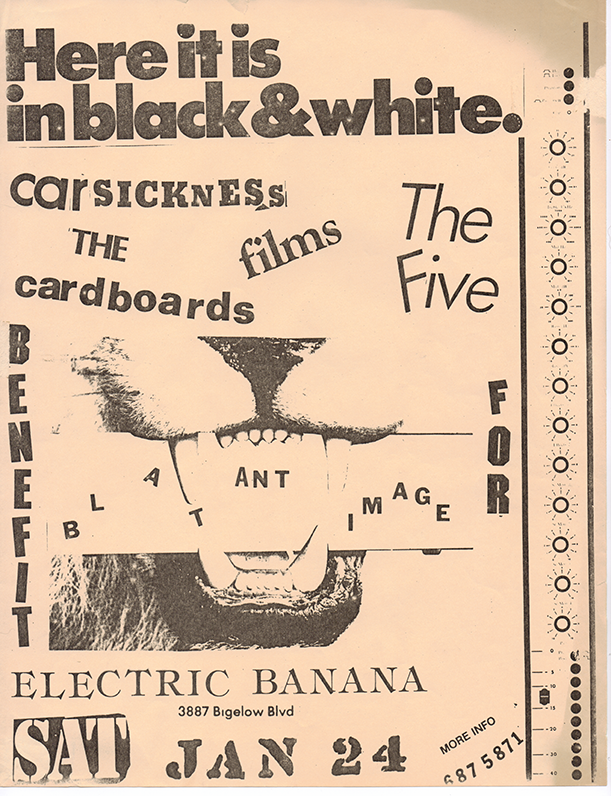 Here it is
in black & white.
carSICKNESS
THE
cardboards
films
The
Five
BENEFIT
FOR
BLATANT IMAGE
ELECTRIC BANANA
3887 Bigelow Blvd
SAT JAN 24
MORE INFO
687 5871